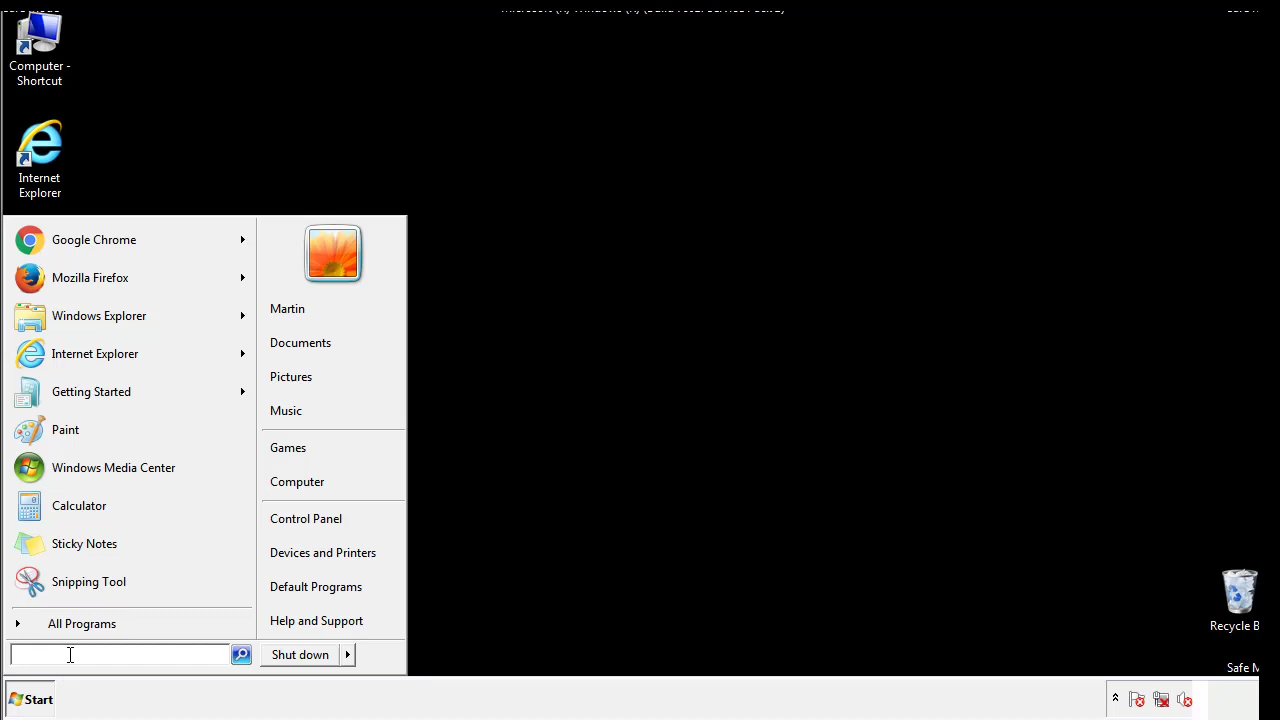 Computer -
Shortcut
Internet
Explorer
Google Chrome
Mozilla Firefox
Windows Explorer
Internet Explorer
Getting Started
Paint
Windows Media Center
Calculator
Sticky Notes
Snipping Tool
All Programs
Martin
Documents
Pictures
Music
Games
Computer
Control Panel
Devices and Printers
Default Programs
Help and Support
Shut down
Recycle B
Safe M
Start